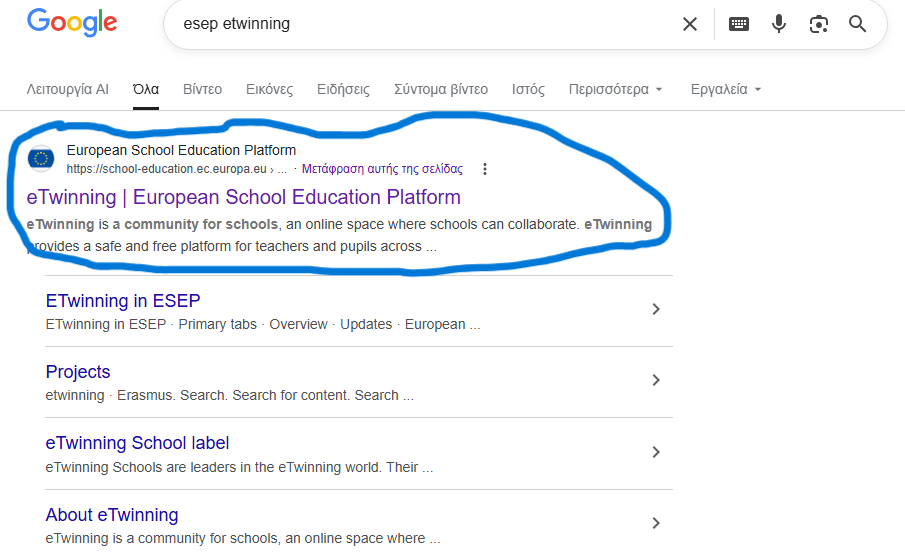 Google
esep etwinning
Λειτουργία AI Όλα Βίντεο Εικόνες Ειδήσεις Σύντομα βίντεο Ιστός Περισσότερα Εργαλεία
European School Education Platform
https://school-education.ec.europa.eu › ... · Μετάφραση αυτής της σελίδας
eTwinning | European School Education Platform
eTwinning is a community for schools, an online space where schools can collaborate. eTwinning
provides a safe and free platform for teachers and pupils across ...
ETwinning in ESEP
ETwinning in ESEP · Primary tabs · Overview · Updates · European ...
Projects
etwinning · Erasmus. Search. Search for content. Search ...
eTwinning School label
eTwinning Schools are leaders in the eTwinning world. Their ...
About eTwinning
eTwinning is a community for schools, an online space where ...